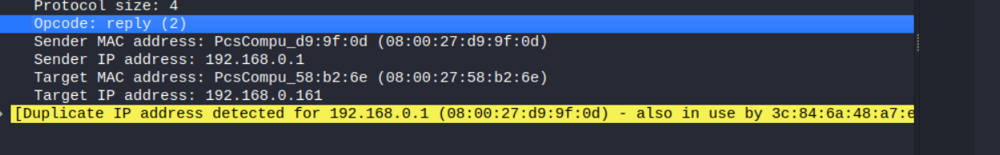 Protocol size: 4
Opcode: reply (2)
Sender MAC address: PcsCompu_d9:9f:0d (08:00:27:d9:9f:0d)
Sender IP address: 192.168.0.1
Target MAC address: PcsCompu_58:b2:6e (08:00:27:58:b2:6e)
Target IP address: 192.168.0.161
[Duplicate IP address detected for 192.168.0.1 (08:00:27:d9:9f:0d) - also in use by 3c:84:6a:48:a7:e